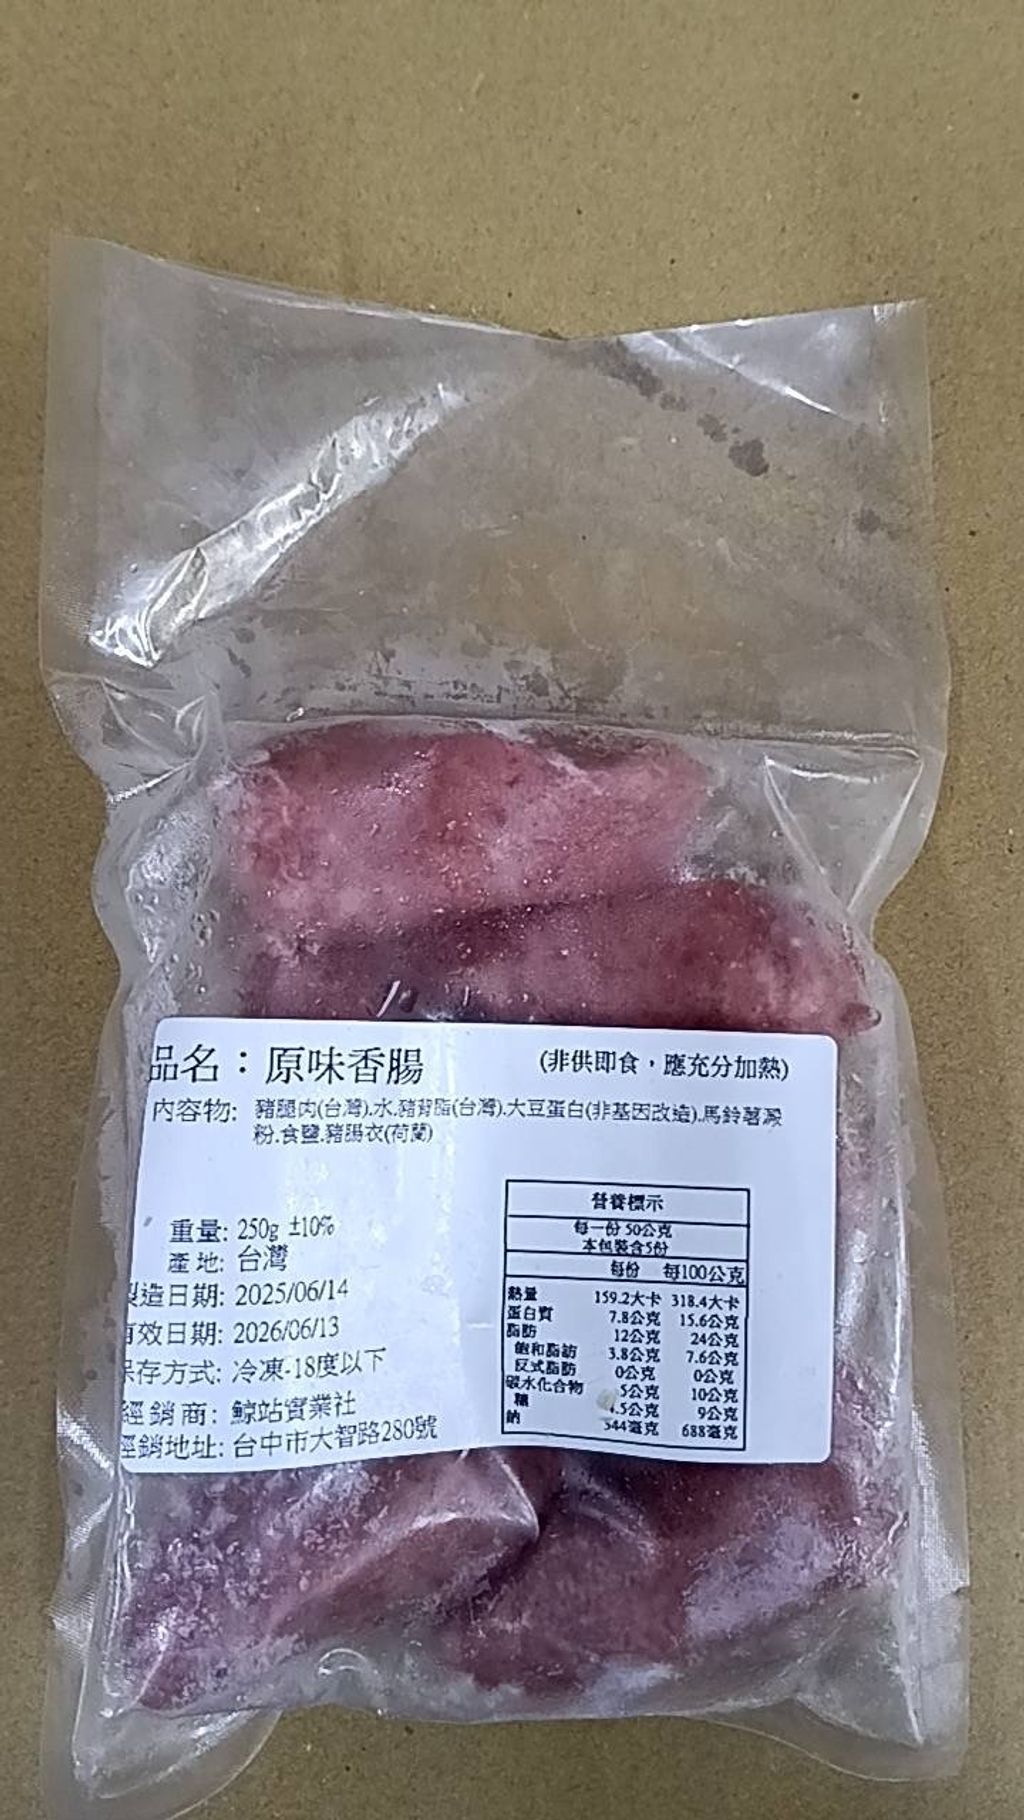 品名：原味香腸
(非供即食，應充分加熱)
內容物: 豬腿肉(台灣).水.豬背脂(台灣).大豆蛋白(非基因改造).馬鈴薯澱
粉.食鹽.豬腸衣(荷蘭)
重量: 250g ±10%
產地: 台灣
製造日期: 2025/06/14
有效日期: 2026/06/13
保存方式: 冷凍-18度以下
經銷商: 鯨站實業社
經銷地址: 台中市大智路280號
營養標示
每一份 50公克
本包裝含5份
每份 每100公克
熱量 159.2大卡 318.4大卡
蛋白質 7.8公克 15.6公克
脂肪 12公克 24公克
飽和脂肪 3.8公克 7.6公克
反式脂肪 0公克 0公克
碳水化合物 5公克 10公克
糖 .5公克 9公克
鈉 344毫克 688毫克